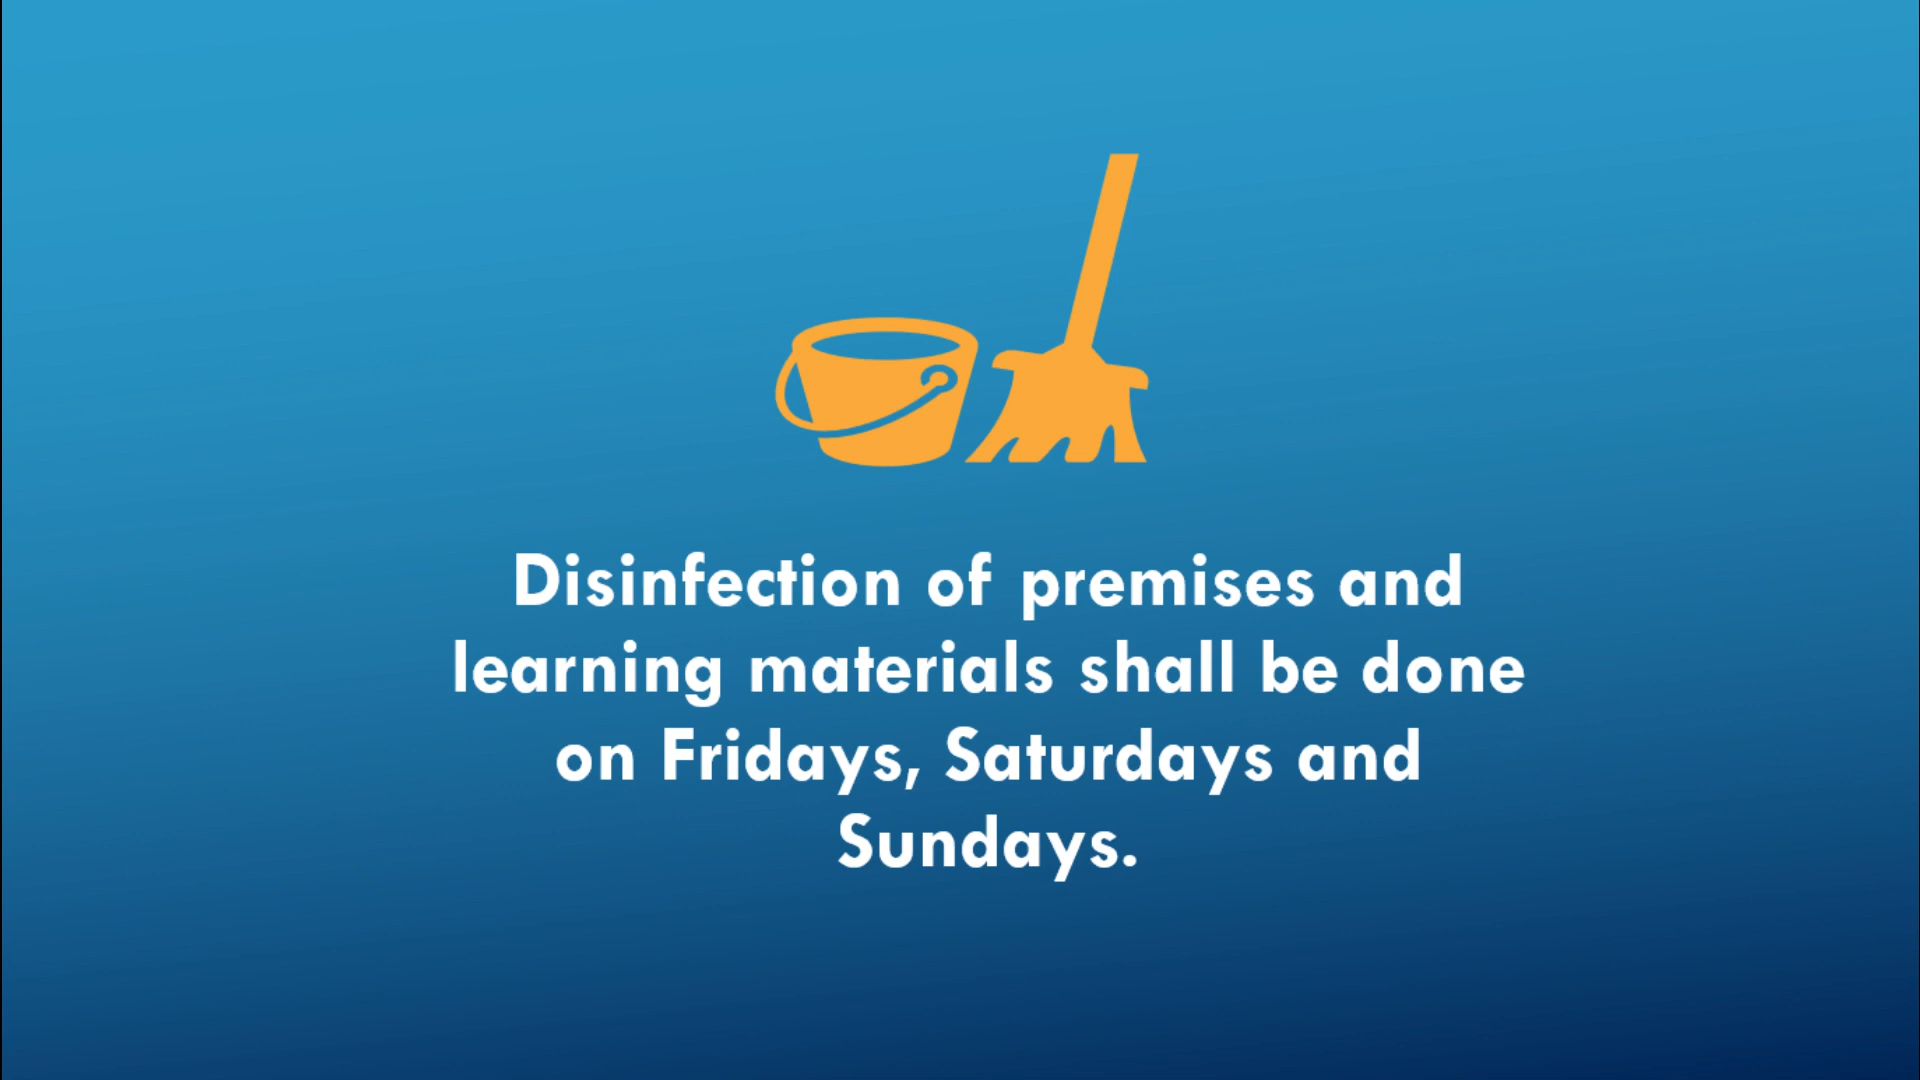 Disinfection of premises and
learning materials shall be done
on Fridays, Saturdays and
Sundays.